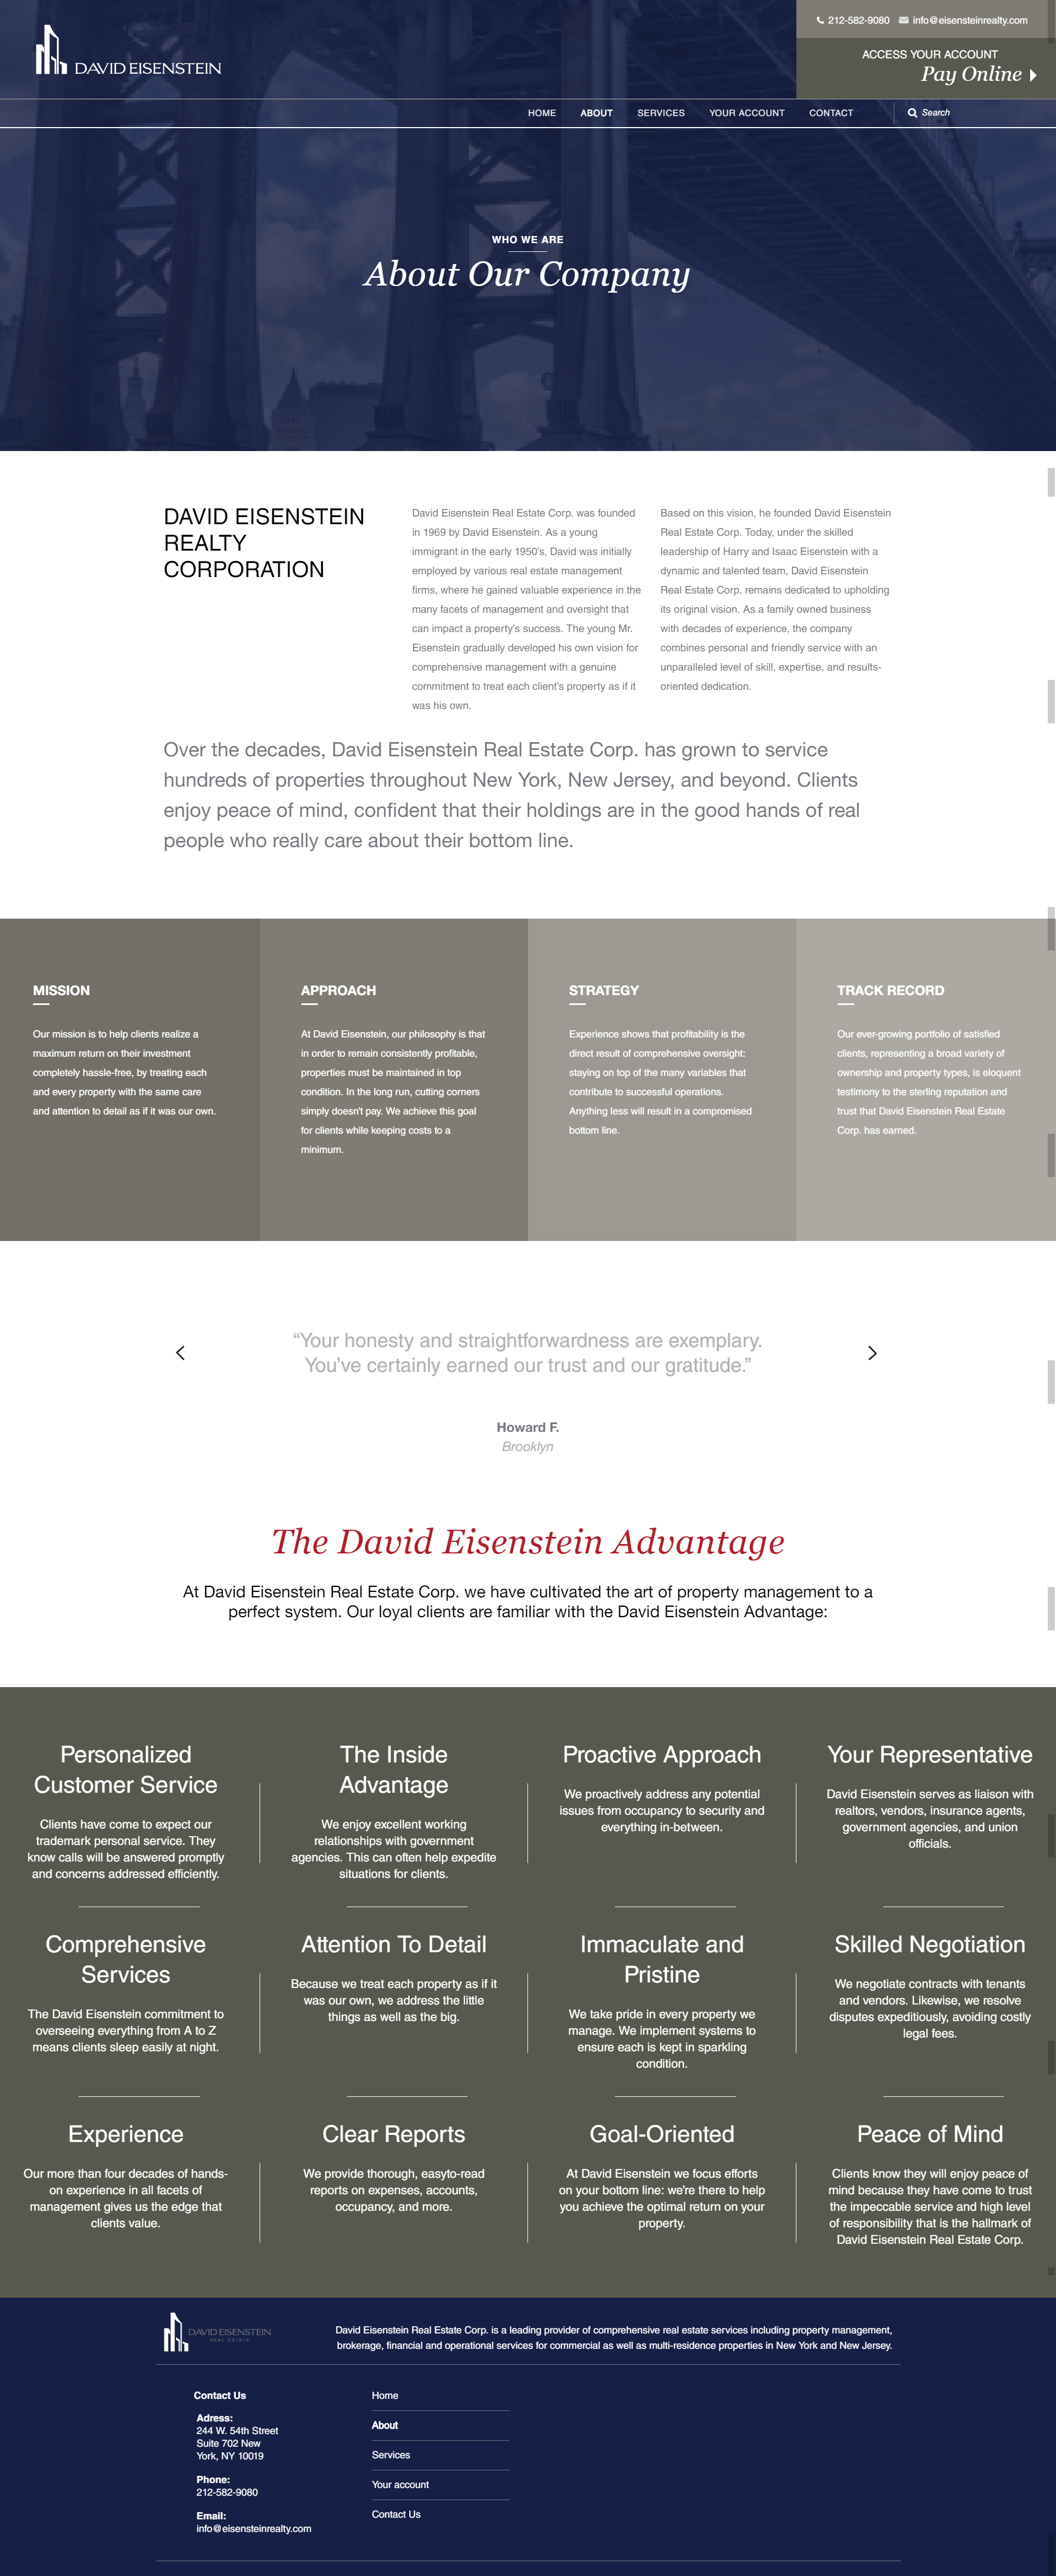 212-582-9080 info@eisensteinrealty.com
DAVID EISENSTEIN
ACCESS YOUR ACCOUNT
Pay Online
HOME ABOUT SERVICES YOUR ACCOUNT CONTACT Search
WHO WE ARE
About Our Company
DAVID EISENSTEIN
REALTY
CORPORATION
David Eisenstein Real Estate Corp. was founded
in 1969 by David Eisenstein. As a young
immigrant in the early 1950's, David was initially
employed by various real estate management
firms, where he gained valuable experience in the
many facets of management and oversight that
can impact a property's success. The young Mr.
Eisenstein gradually developed his own vision for
comprehensive management with a genuine
commitment to treat each client's property as if it
was his own.
Based on this vision, he founded David Eisenstein
Real Estate Corp. Today, under the skilled
leadership of Harry and Isaac Eisenstein with a
dynamic and talented team, David Eisenstein
Real Estate Corp. remains dedicated to upholding
its original vision. As a family owned business
with decades of experience, the company
combines personal and friendly service with an
unparalleled level of skill, expertise, and results-
oriented dedication.
Over the decades, David Eisenstein Real Estate Corp. has grown to service
hundreds of properties throughout New York, New Jersey, and beyond. Clients
enjoy peace of mind, confident that their holdings are in the good hands of real
people who really care about their bottom line.
MISSION
Our mission is to help clients realize a
maximum return on their investment
completely hassle-free, by treating each
and every property with the same care
and attention to detail as if it was our own.
APPROACH
At David Eisenstein, our philosophy is that
in order to remain consistently profitable,
properties must be maintained in top
condition. In the long run, cutting corners
simply doesn't pay. We achieve this goal
for clients while keeping costs to a
minimum.
STRATEGY
Experience shows that profitability is the
direct result of comprehensive oversight:
staying on top of the many variables that
contribute to successful operations.
Anything less will result in a compromised
bottom line.
TRACK RECORD
Our ever-growing portfolio of satisfied
clients, representing a broad variety of
ownership and property types, is eloquent
testimony to the sterling reputation and
trust that David Eisenstein Real Estate
Corp. has earned.
“Your honesty and straightforwardness are exemplary.
You've certainly earned our trust and our gratitude.”
Howard F.
Brooklyn
The David Eisenstein Advantage
At David Eisenstein Real Estate Corp. we have cultivated the art of property management to a
perfect system. Our loyal clients are familiar with the David Eisenstein Advantage:
Personalized
Customer Service
Clients have come to expect our
trademark personal service. They
know calls will be answered promptly
and concerns addressed efficiently.
The Inside
Advantage
We enjoy excellent working
relationships with government
agencies. This can often help expedite
situations for clients.
Proactive Approach
We proactively address any potential
issues from occupancy to security and
everything in-between.
Your Representative
David Eisenstein serves as liaison with
realtors, vendors, insurance agents,
government agencies, and union
officials.
Comprehensive
Services
The David Eisenstein commitment to
overseeing everything from A to Z
means clients sleep easily at night.
Attention To Detail
Because we treat each property as if it
was our own, we address the little
things as well as the big.
Immaculate and
Pristine
We take pride in every property we
manage. We implement systems to
ensure each is kept in sparkling
condition.
Skilled Negotiation
We negotiate contracts with tenants
and vendors. Likewise, we resolve
disputes expeditiously, avoiding costly
legal fees.
Experience
Our more than four decades of hands-
on experience in all facets of
management gives us the edge that
clients value.
Clear Reports
We provide thorough, easyto-read
reports on expenses, accounts,
occupancy, and more.
Goal-Oriented
At David Eisenstein we focus efforts
on your bottom line: we're there to help
you achieve the optimal return on your
property.
Peace of Mind
Clients know they will enjoy peace of
mind because they have come to trust
the impeccable service and high level
of responsibility that is the hallmark of
David Eisenstein Real Estate Corp.
DAVID EISENSTEIN
REAL ESTATE
David Eisenstein Real Estate Corp. is a leading provider of comprehensive real estate services including property management,
brokerage, financial and operational services for commercial as well as multi-residence properties in New York and New Jersey.
Contact Us
Adress:
244 W. 54th Street
Suite 702 New
York, NY 10019
Phone:
212-582-9080
Email:
info@eisensteinrealty.com
Home
About
Services
Your account
Contact Us